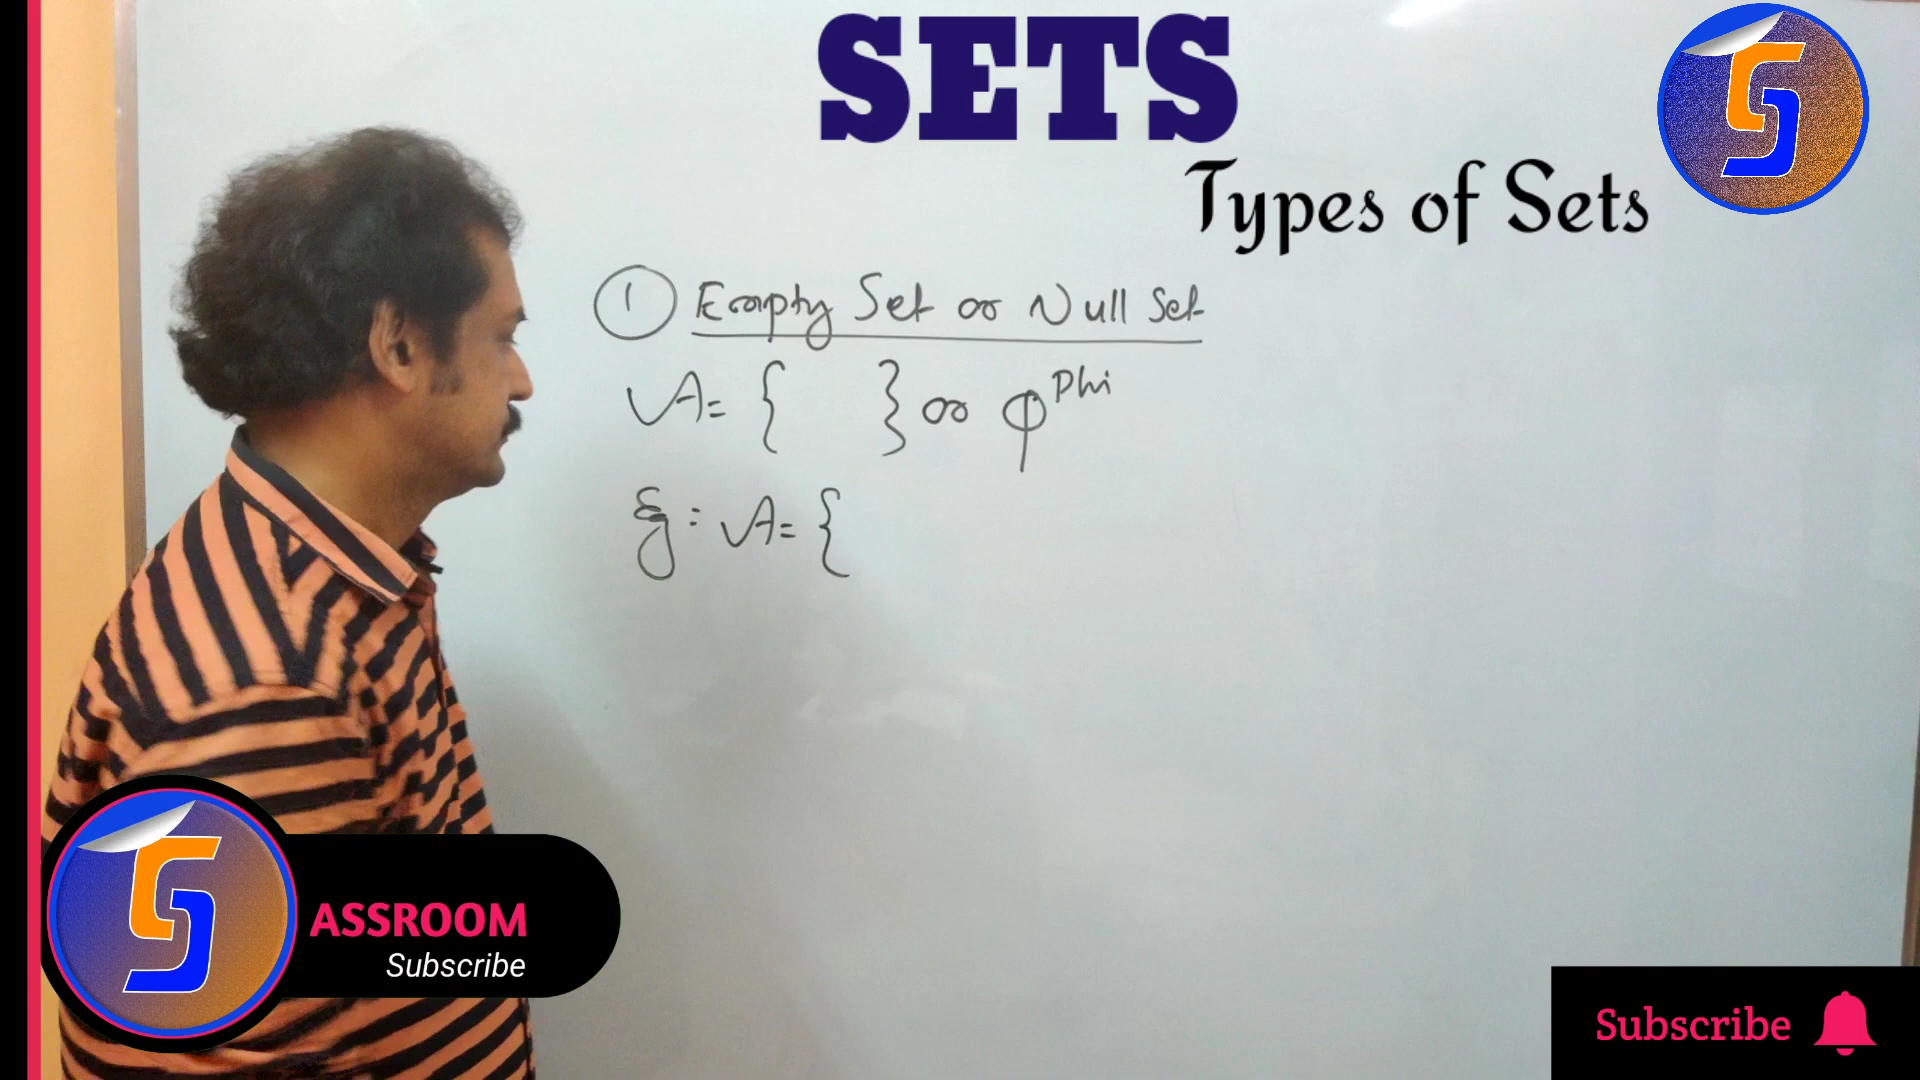 SETS
Types of Sets
① Empty Set or Null Set
A = { } or φ Phi
Eg: A = {
ASSROOM
Subscribe
Subscribe